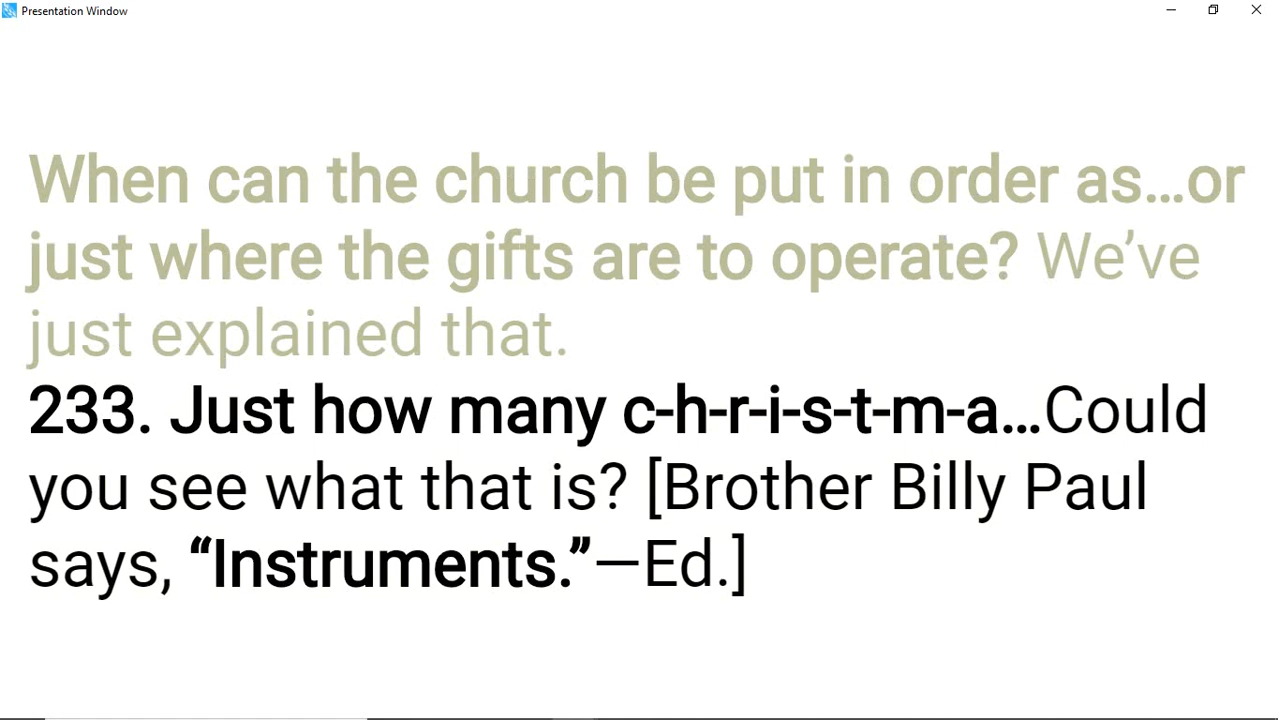 Presentation Window
When can the church be put in order as…or
just where the gifts are to operate? We’ve
just explained that.
233. Just how many c-h-r-i-s-t-m-a…Could
you see what that is? [Brother Billy Paul
says, “Instruments.”—Ed.]